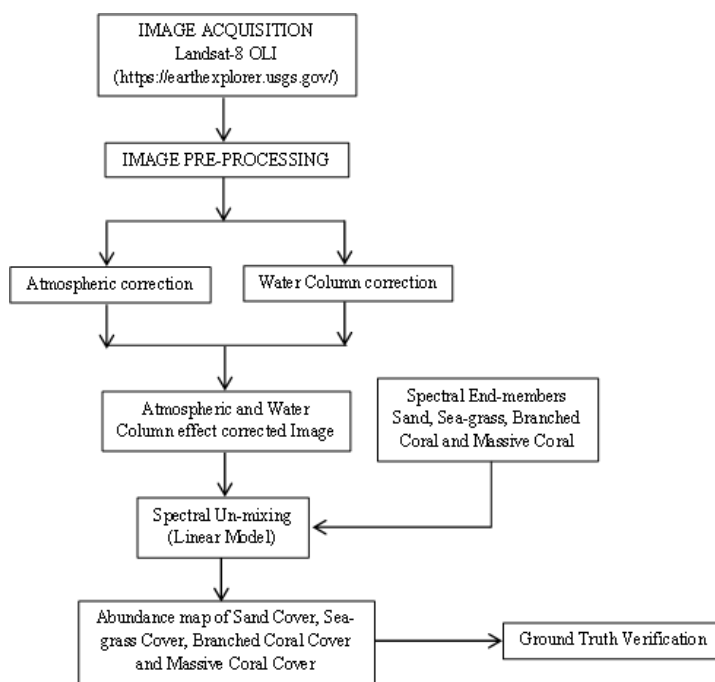 IMAGE ACQUISITION
Landsat-8 OLI
(https://earthexplorer.usgs.gov/)
IMAGE PRE-PROCESSING
Atmospheric correction
Water Column correction
Atmospheric and Water
Column effect corrected Image
Spectral End-members
Sand, Sea-grass, Branched
Coral and Massive Coral
Spectral Un-mixing
(Linear Model)
Abundance map of Sand Cover, Sea-
grass Cover, Branched Coral Cover
and Massive Coral Cover
Ground Truth Verification